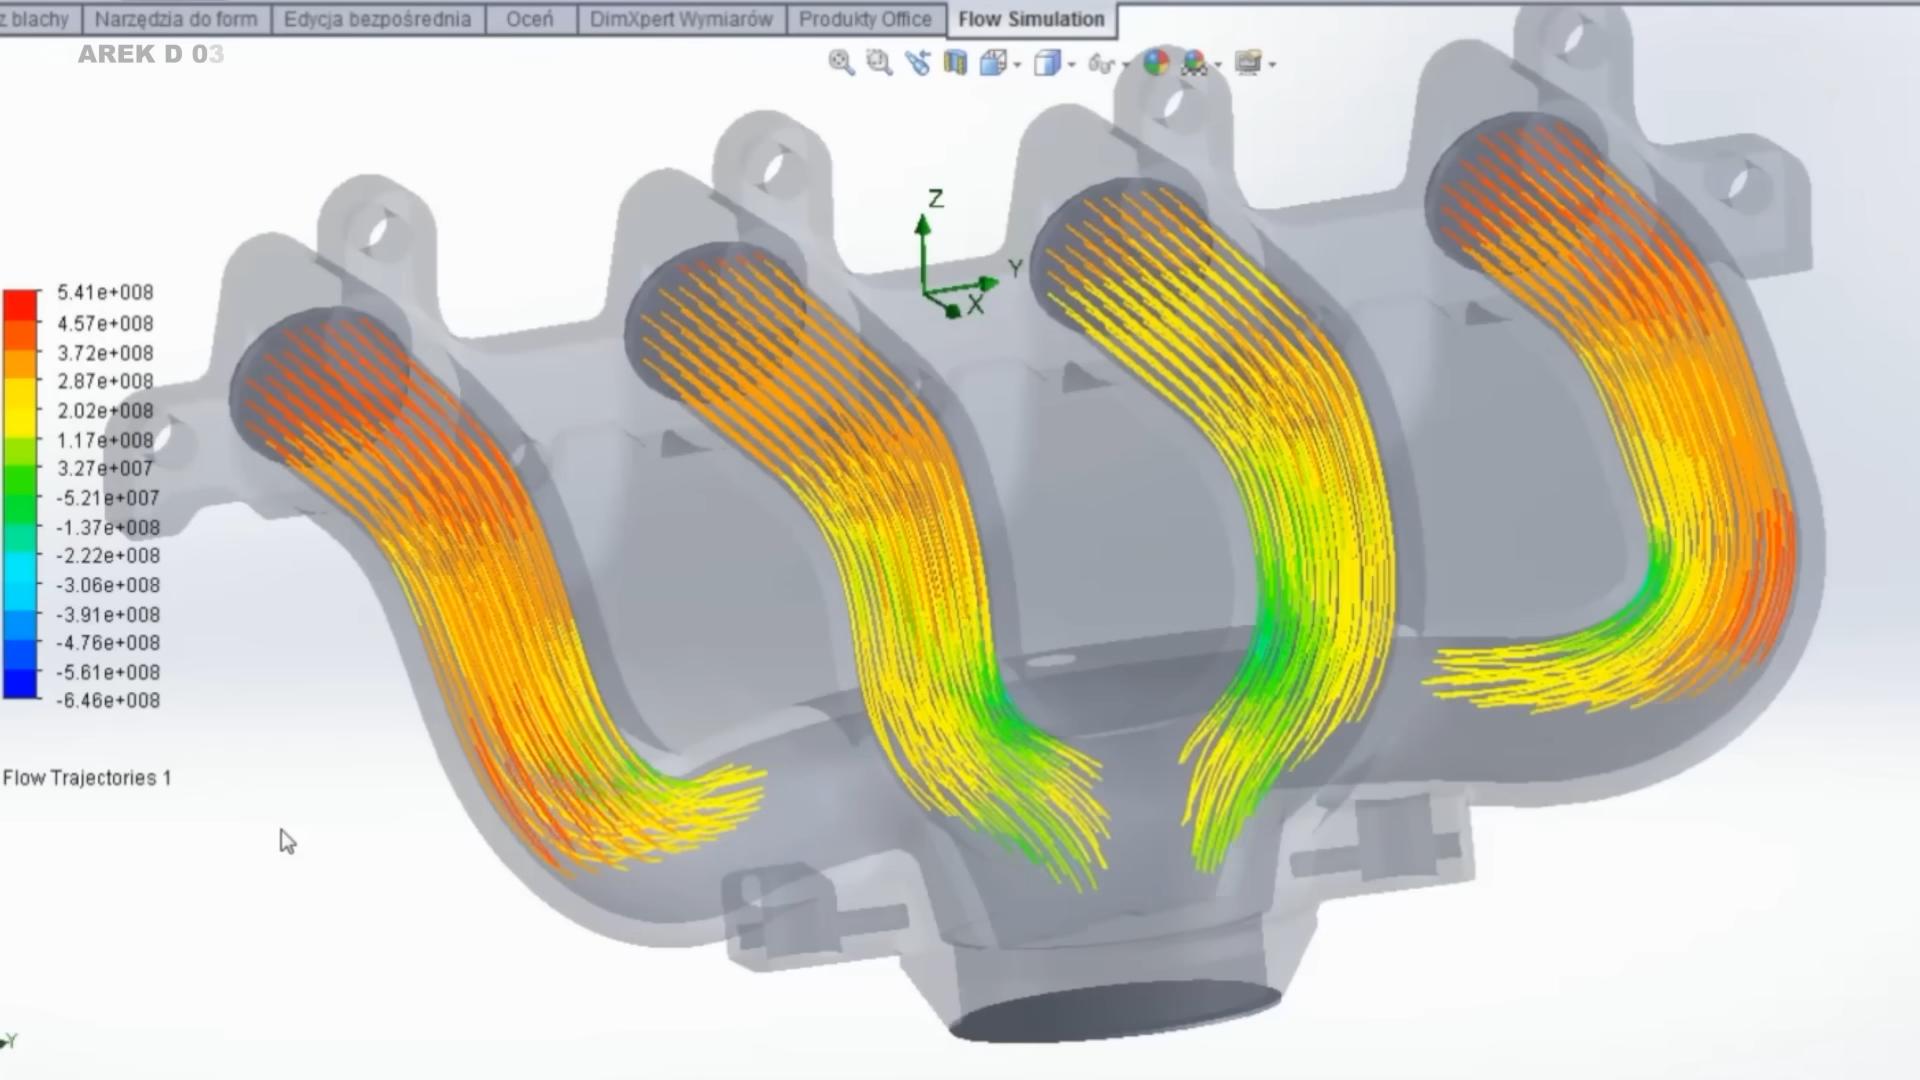 z blachy
Narzędzia do form
Edycja bezpośrednia
Oceń
DimXpert Wymiarów
Produkty Office
Flow Simulation
AREK D 03
Z
Y
X
5.41e+008
4.57e+008
3.72e+008
2.87e+008
2.02e+008
1.17e+008
3.27e+007
-5.21e+007
-1.37e+008
-2.22e+008
-3.06e+008
-3.91e+008
-4.76e+008
-5.61e+008
-6.46e+008
Flow Trajectories 1
Y